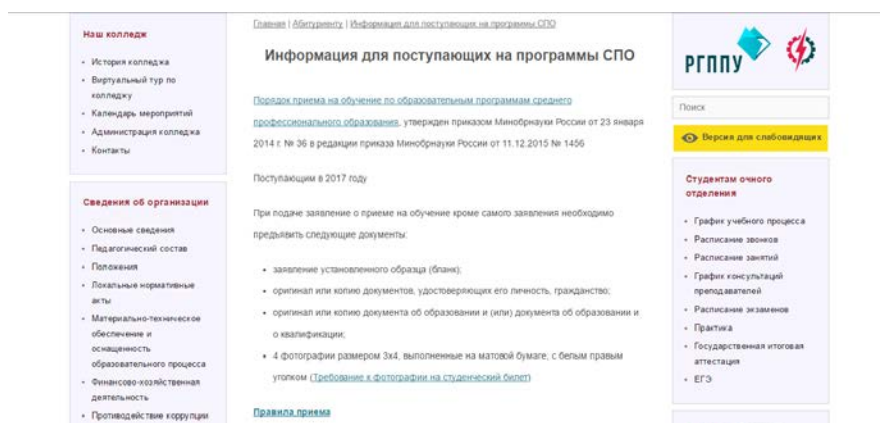 Наш колледж
История колледжа
Виртуальный тур по
колледжу
Календарь мероприятий
Администрация колледжа
Контакты
Сведения об организации
Основные сведения
Педагогический состав
Положения
Локальные нормативные
акты
Материально-техническое
обеспечение и
оснащенность
образовательного процесса
Финансово-хозяйственная
деятельность
Противодействие коррупции
Главная | Абитуриенту | Информация для поступающих на программы СПО
Информация для поступающих на программы СПО
Порядок приема на обучение по образовательным программам среднего
профессионального образования, утвержден приказом Минобрнауки России от 23 января
2014 г. № 36 в редакции приказа Минобрнауки России от 11.12.2015 № 1456
Поступающим в 2017 году
При подаче заявление о приеме на обучение кроме самого заявления необходимо
предъявить следующие документы:
заявление установленного образца (бланк);
оригинал или копию документов, удостоверяющих его личность, гражданство;
оригинал или копию документа об образовании и (или) документа об образовании и
о квалификации;
4 фотографии размером 3х4, выполненные на матовой бумаге, с белым правым
уголком (Требование к фотографии на студенческий билет)
Правила приема
РГППУ
Поиск
Версия для слабовидящих
Студентам очного
отделения
График учебного процесса
Расписание звонков
Расписание занятий
График консультаций
преподавателей
Расписание экзаменов
Практика
Государственная итоговая
аттестация
ЕГЭ